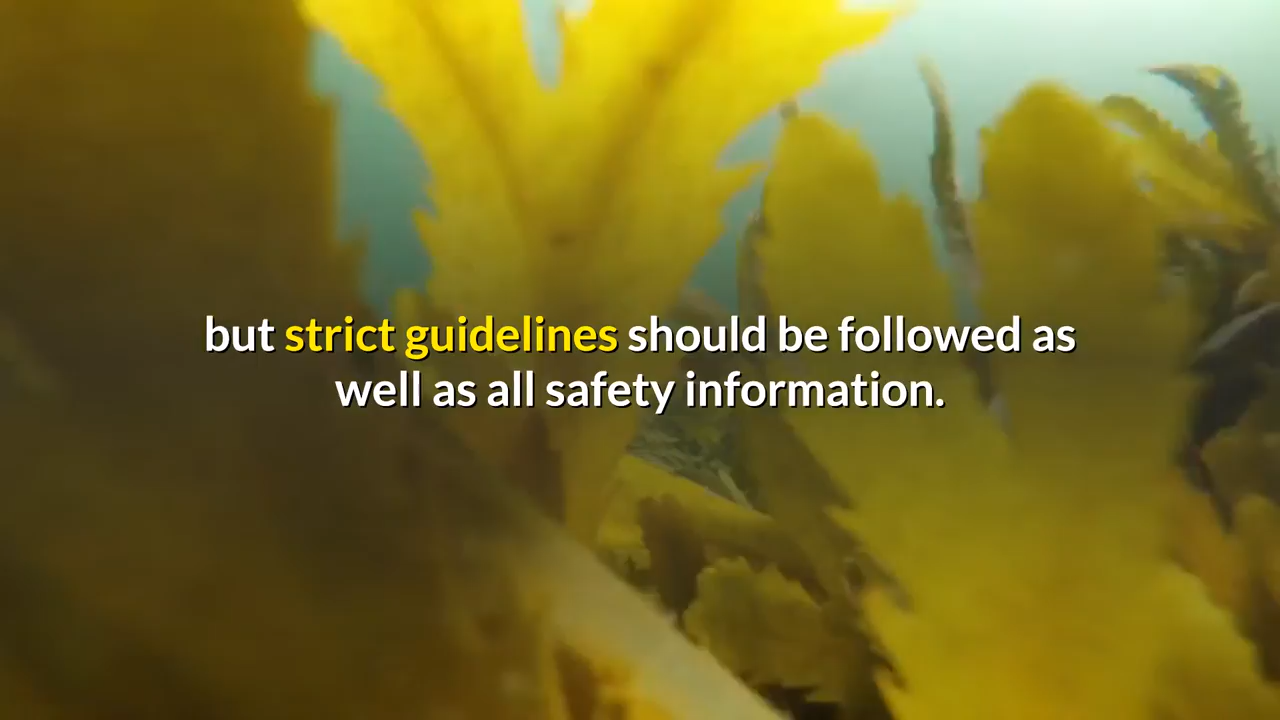 but strict guidelines should be followed as
well as all safety information.